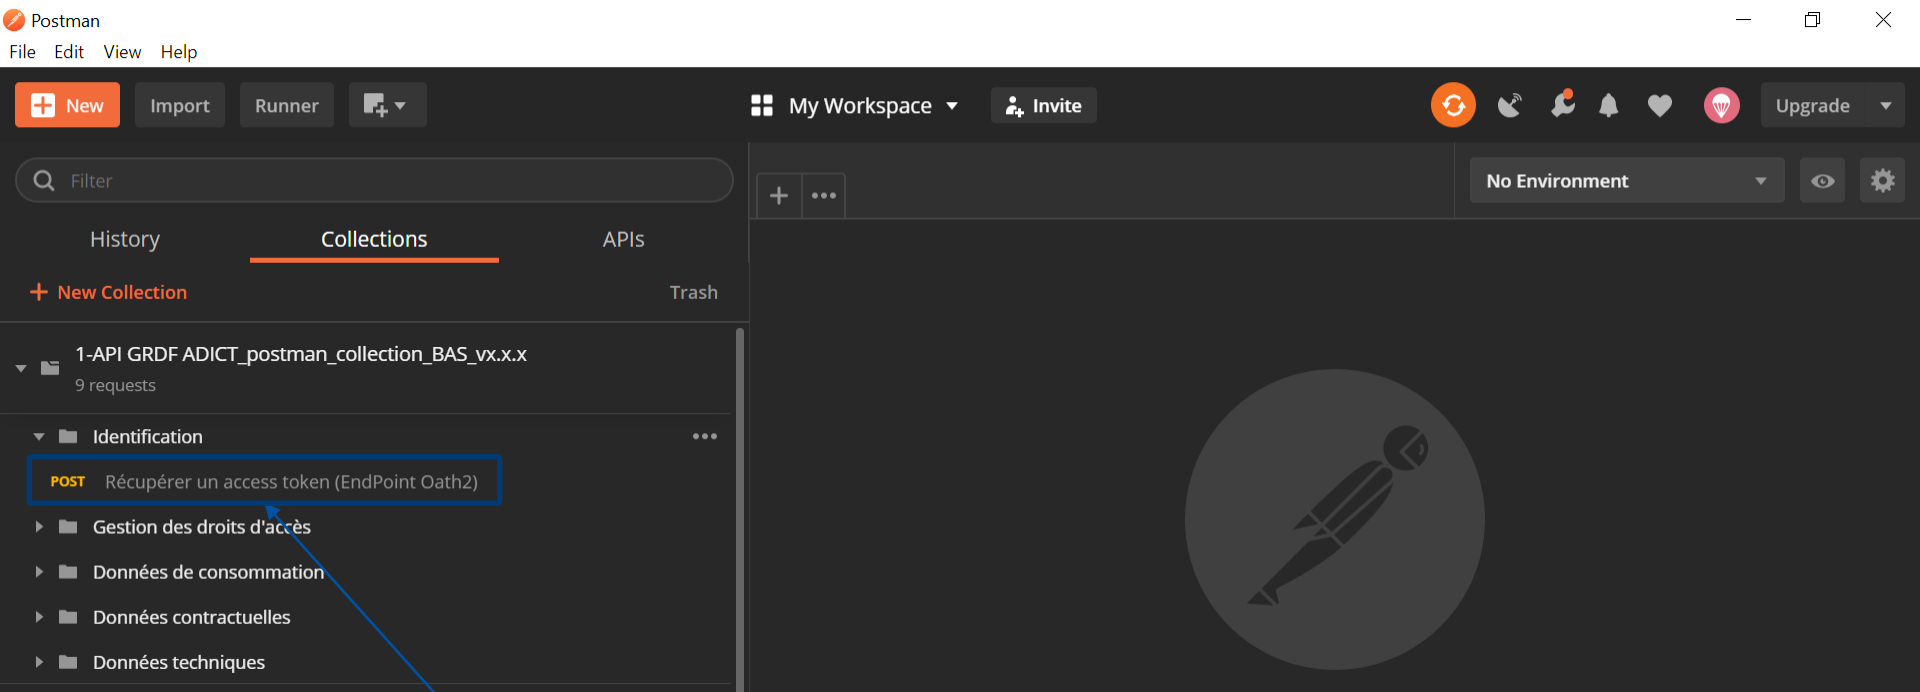 Postman
File Edit View Help
New Import Runner My Workspace Invite Upgrade
Filter
No Environment
History Collections APIs
New Collection Trash
1-API GRDF ADICT_postman_collection_BAS_vx.x.x
9 requests
Identification
POST Récupérer un access token (EndPoint Oath2)
Gestion des droits d'accès
Données de consommation
Données contractuelles
Données techniques